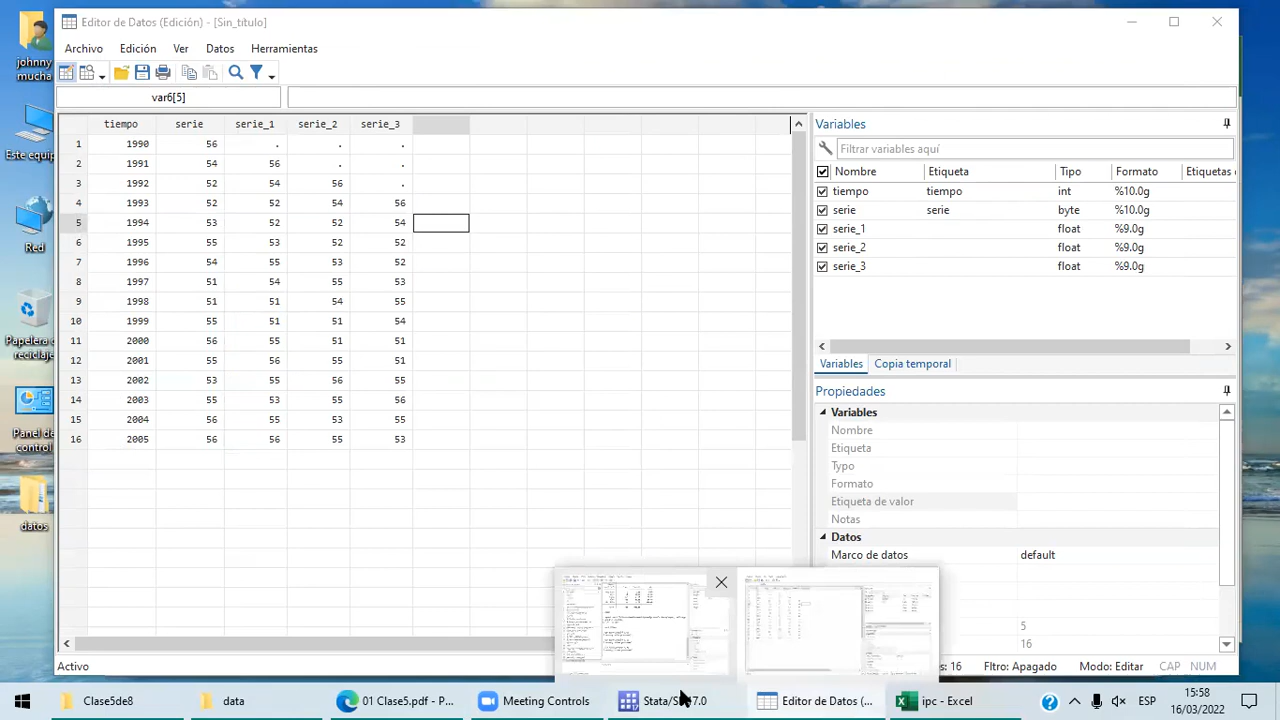 Editor de Datos (Edición) - [Sin_título]
Archivo Edición Ver Datos Herramientas
var6[5]
tiempo serie serie_1 serie_2 serie_3
1 1990 56 . . .
2 1991 54 56 . .
3 1992 52 54 56 .
4 1993 52 52 54 56
5 1994 53 52 52 54
6 1995 55 53 52 52
7 1996 54 55 53 52
8 1997 51 54 55 53
9 1998 51 51 54 55
10 1999 55 51 51 54
11 2000 56 55 51 51
12 2001 55 56 55 51
13 2002 53 55 56 55
14 2003 55 53 55 56
15 2004 56 55 53 55
16 2005 56 56 55 53
Variables
Filtrar variables aquí
Nombre Etiqueta Tipo Formato Etiquetas
tiempo tiempo int %10.0g
serie serie byte %10.0g
serie_1 float %9.0g
serie_2 float %9.0g
serie_3 float %9.0g
Variables Copia temporal
Propiedades
Variables
Nombre
Etiqueta
Typo
Formato
Etiqueta de valor
Notas
Datos
Marco de datos default
5
16
Activo
16 Fltro: Apagado Modo: Editar CAP NUM
johnny
mucha
Este equip
Red
Papelera
reciclaje
Panel de
control
datos
Clase5de8 data 01 Clase5.pdf - P... Meeting Controls Stata/S 7.0 Editor de Datos (... ipc - Excel ESP
15:58
16/03/2022